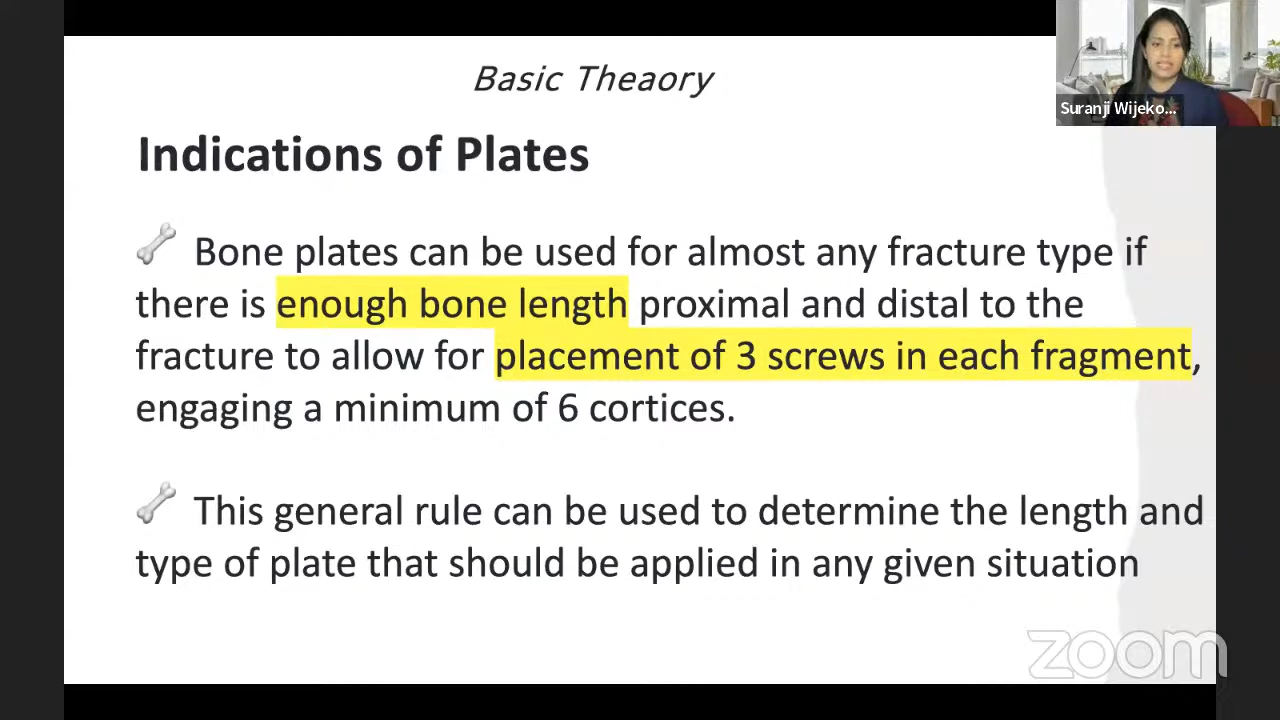 Basic Theaory
Suranji Wijeko...
Indications of Plates
Bone plates can be used for almost any fracture type if
there is enough bone length proximal and distal to the
fracture to allow for placement of 3 screws in each fragment,
engaging a minimum of 6 cortices.
This general rule can be used to determine the length and
type of plate that should be applied in any given situation
zoom